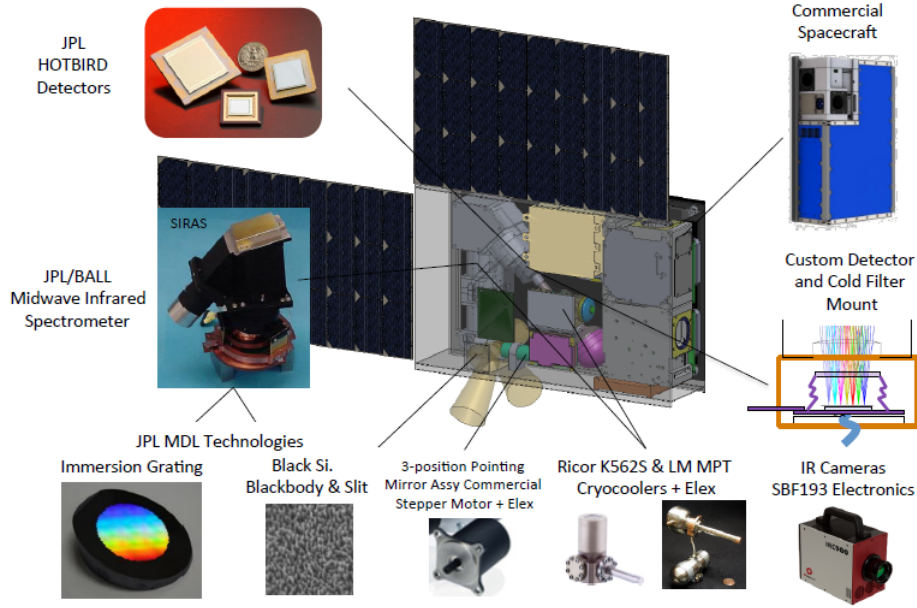 JPL
HOTBIRD
Detectors
Commercial
Spacecraft
SIRAS
JPL/BALL
Midwave Infrared
Spectrometer
Custom Detector
and Cold Filter
Mount
JPL MDL Technologies
Immersion Grating
Black Si.
Blackbody & Slit
3-position Pointing
Mirror Assy Commercial
Stepper Motor + Elex
Ricor K562S & LM MPT
Cryocoolers + Elex
IR Cameras
SBF193 Electronics